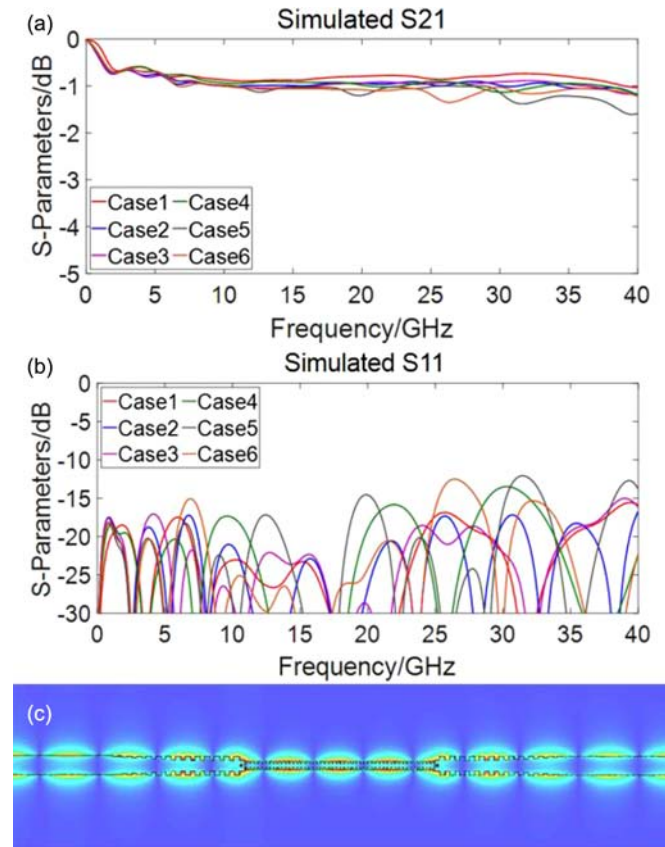 (a)
Simulated S21
S-Parameters/dB
0
-1
-2
-3
-4
-5
Case1 Case4
Case2 Case5
Case3 Case6
0 5 10 15 20 25 30 35 40
Frequency/GHz
(b)
Simulated S11
S-Parameters/dB
0
-5
-10
-15
-20
-25
-30
Case1 Case4
Case2 Case5
Case3 Case6
0 5 10 15 20 25 30 35 40
Frequency/GHz
(c)